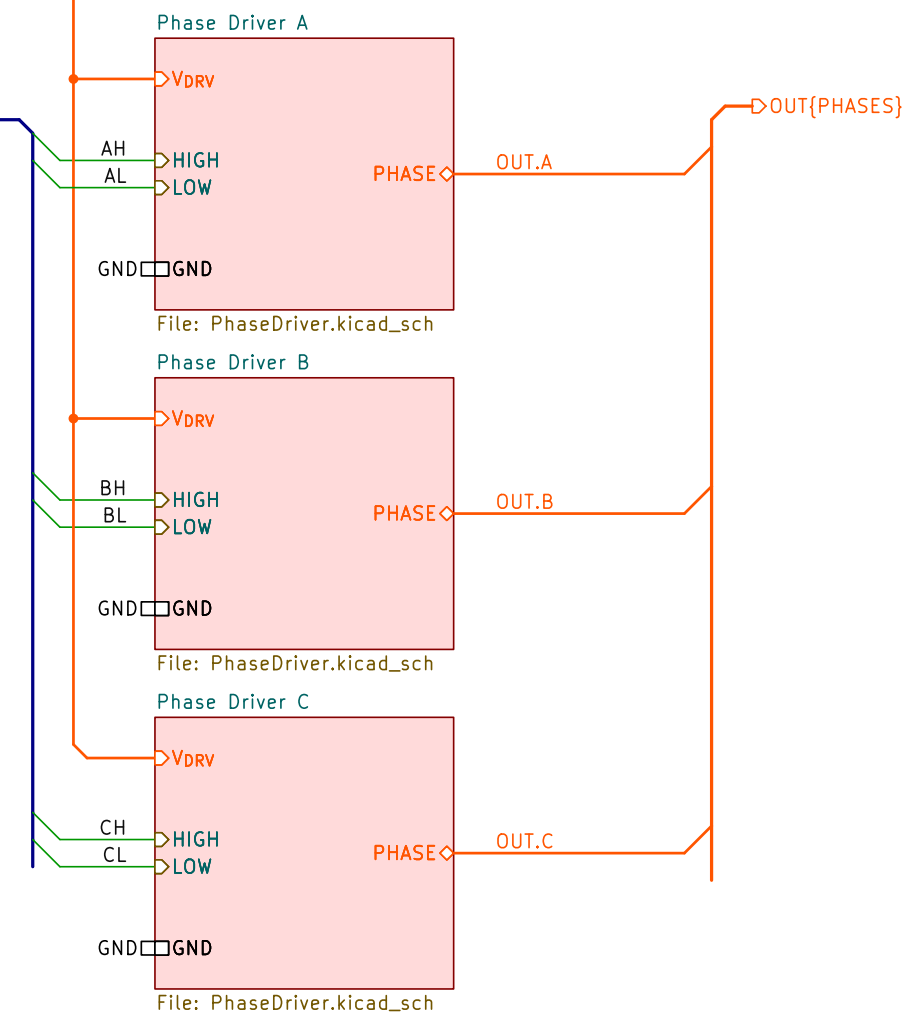 Phase Driver A
VDRV
OUT{PHASES}
AH
HIGH
OUT.A
PHASE
AL
LOW
GND
GND
File: PhaseDriver.kicad_sch
Phase Driver B
VDRV
BH
HIGH
OUT.B
PHASE
BL
LOW
GND
GND
File: PhaseDriver.kicad_sch
Phase Driver C
VDRV
CH
HIGH
OUT.C
PHASE
CL
LOW
GND
GND
File: PhaseDriver.kicad_sch